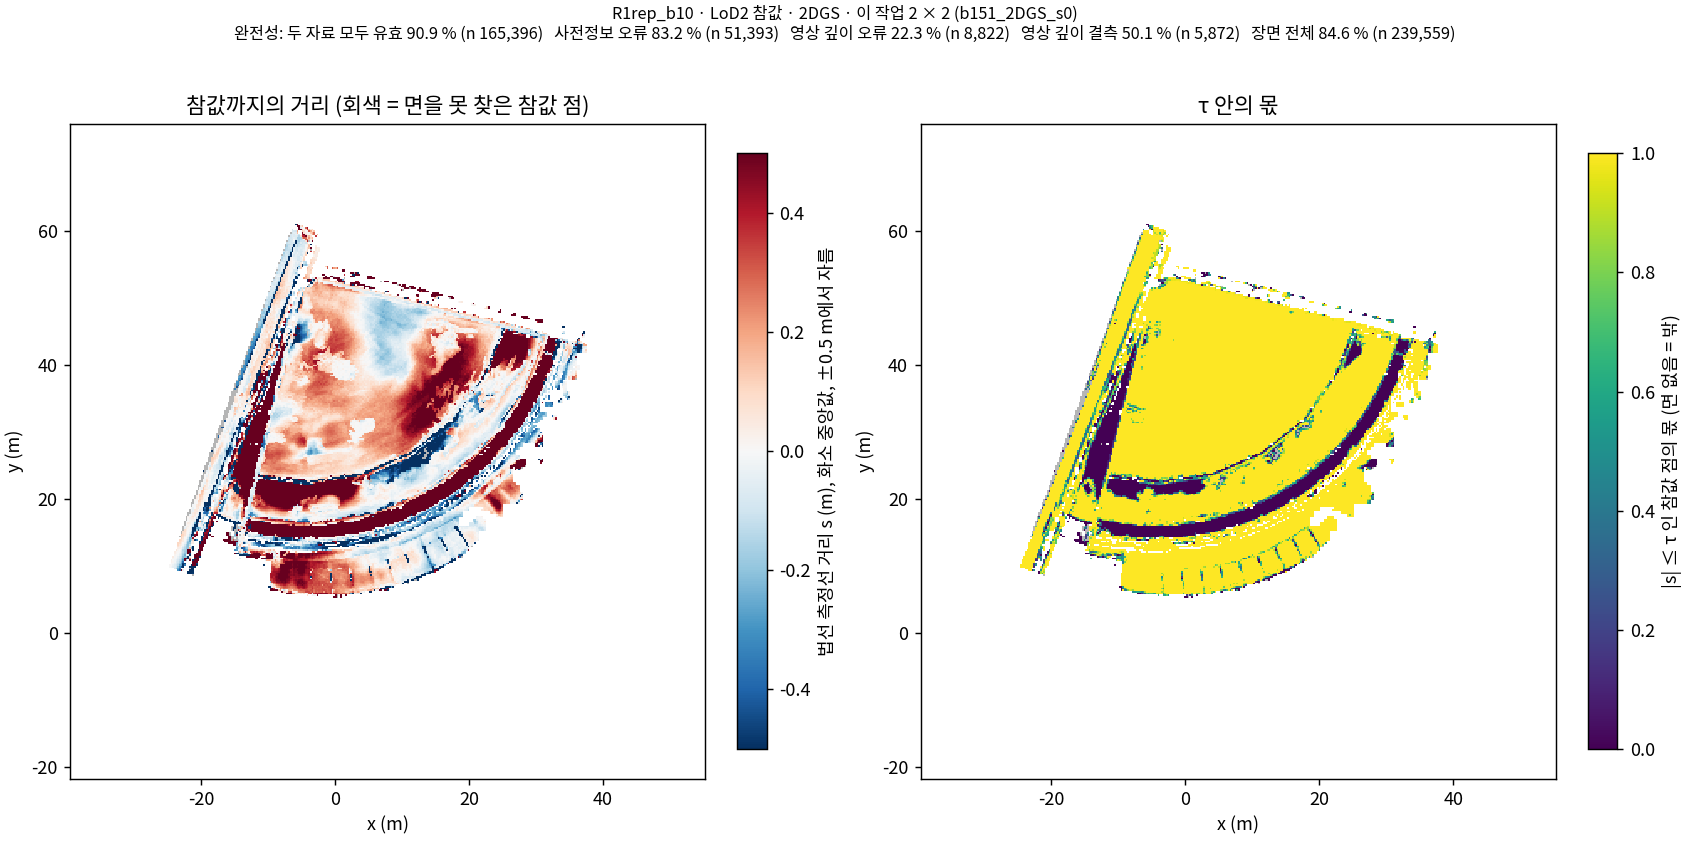 R1rep_b10 · LoD2 참값 · 2DGS · 이 작업 2 × 2 (b151_2DGS_s0)
완전성: 두 자료 모두 유효 90.9 % (n 165,396)   사전정보 오류 83.2 % (n 51,393)   영상 깊이 오류 22.3 % (n 8,822)   영상 깊이 결측 50.1 % (n 5,872)   장면 전체 84.6 % (n 239,559)
참값까지의 거리 (회색 = 면을 못 찾은 참값 점)
60
40
20
0
-20
-20
0
20
40
x (m)
y (m)
0.4
0.2
0.0
-0.2
-0.4
법선 측정선 거리 s (m), 화소 중앙값, ±0.5 m에서 자름
τ 안의 몫
60
40
20
0
-20
-20
0
20
40
x (m)
y (m)
1.0
0.8
0.6
0.4
0.2
0.0
|s| ≤ τ 인 참값 점의 몫 (면 없음 = 밖)